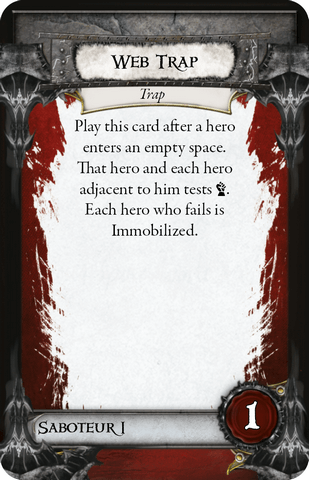 Web Trap
Trap
Play this card after a hero
enters an empty space.
That hero and each hero
adjacent to him tests .
Each hero who fails is
Immobilized.
Saboteur I
1